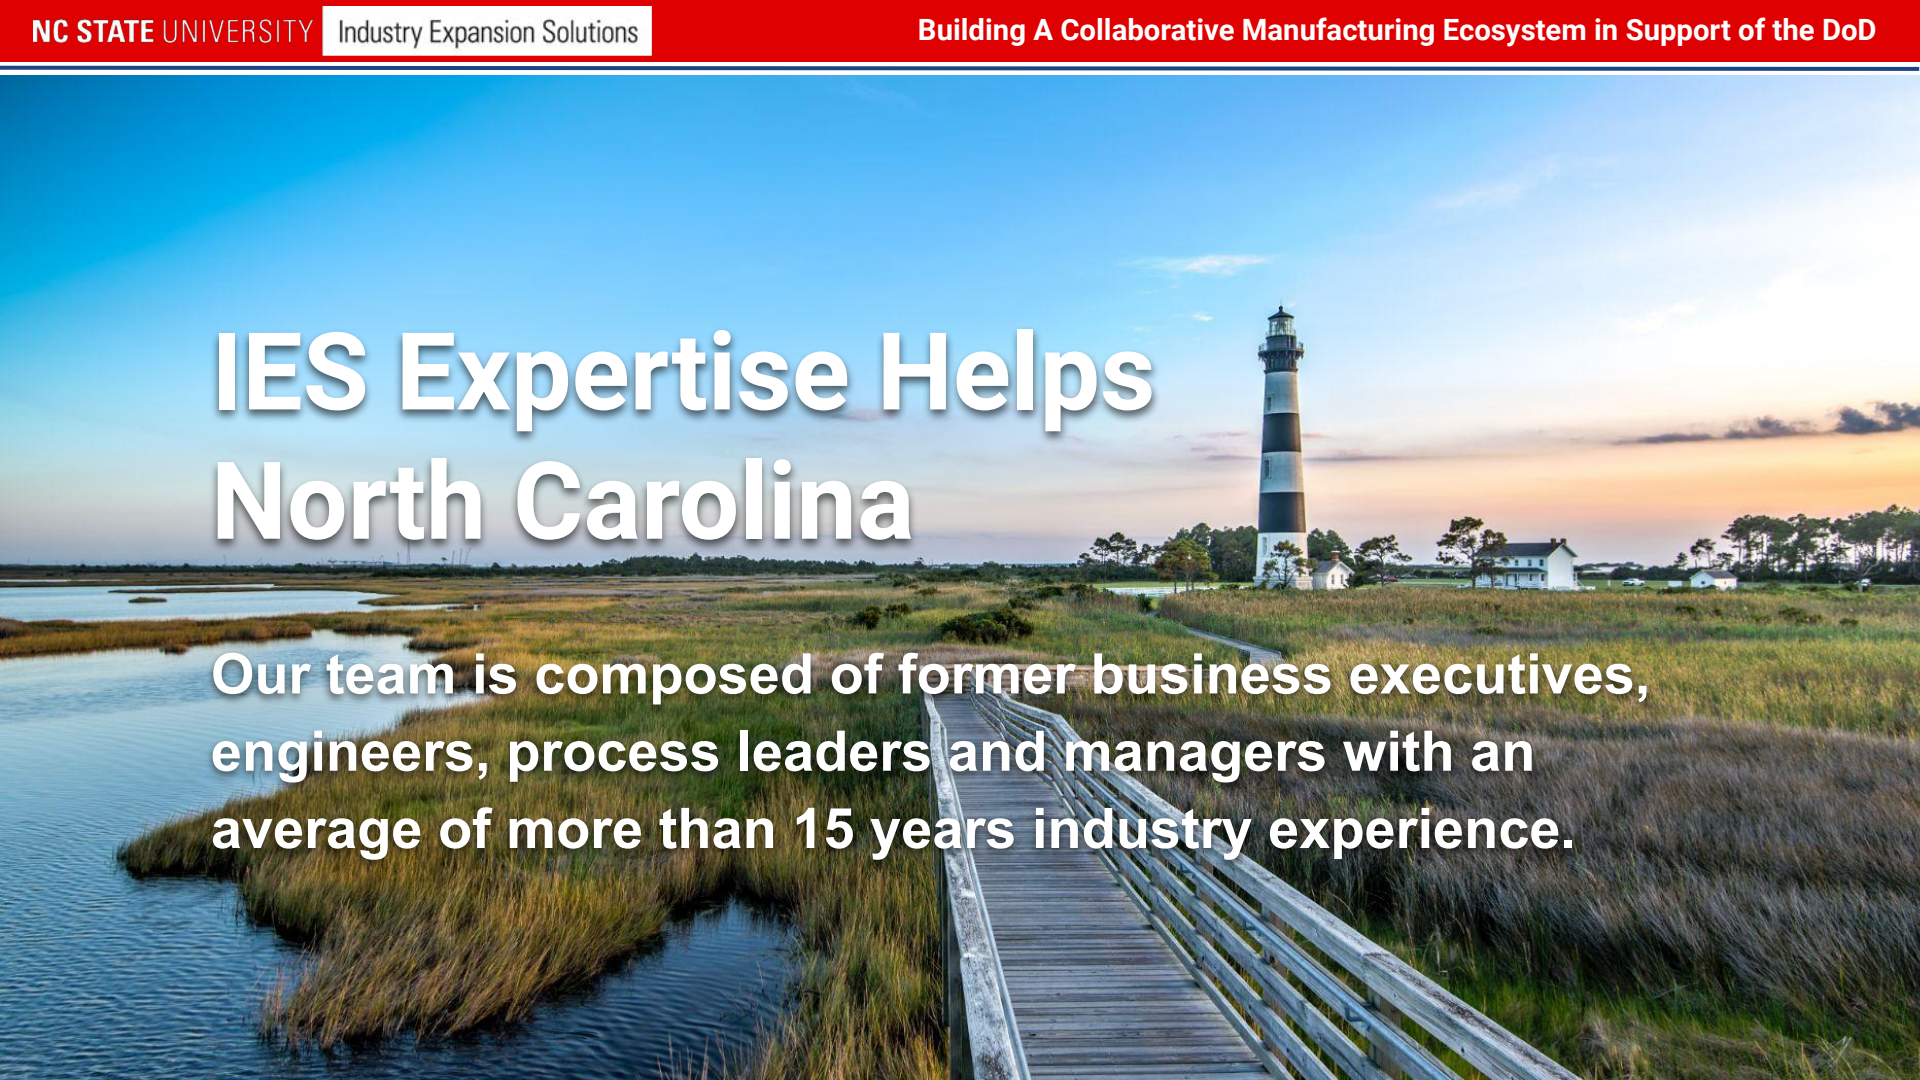 NC STATE UNIVERSITY Industry Expansion Solutions
Building A Collaborative Manufacturing Ecosystem in Support of the DoD
IES Expertise Helps
North Carolina
Our team is composed of former business executives,
engineers, process leaders and managers with an
average of more than 15 years industry experience.